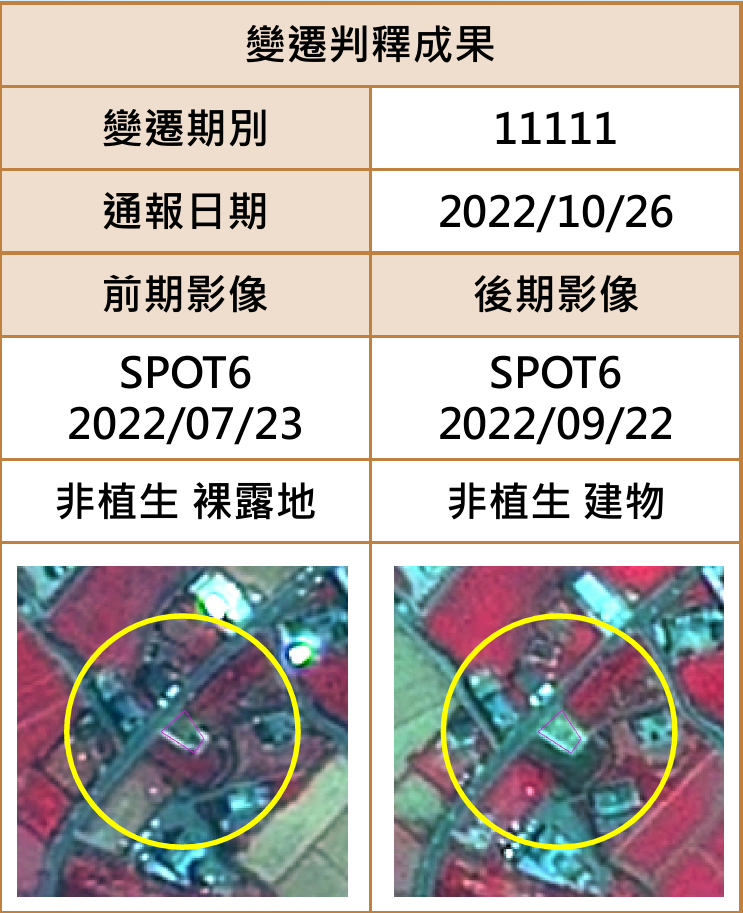 變遷判釋成果
變遷期別
11111
通報日期
2022/10/26
前期影像
後期影像
SPOT6
2022/07/23
SPOT6
2022/09/22
非植生 裸露地
非植生 建物